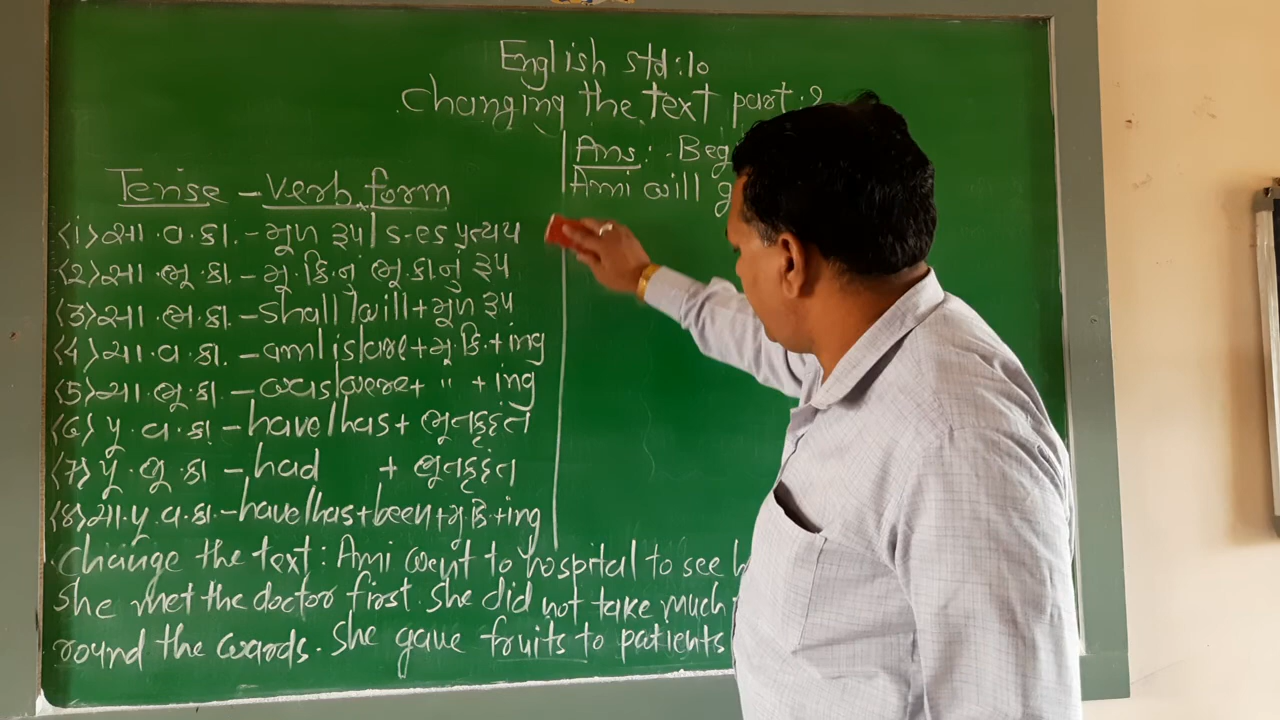 English std:10
Changing the text part:2
Ans:- Beg
Ami will g
Tense - Verb form
<1> સા.વ.કા. - મૂળ રૂપ | s-es પ્રત્યય
<2> સા.ભૂ.કા. - મૂ.ક્રિ.નું ભૂ.કા.નું રૂપ
<3> સા.ભ.કા. - shall/will + મૂળ રૂપ
<4> ચા.વ.કા. - am/is/are + મૂ.ક્રિ. + ing
<5> ચા.ભૂ.કા. - was/were + " + ing
<6> પૂ.વ.કા. - have/has + ભૂતકૃદંત
<7> પૂ.ભૂ.કા. - had + ભૂતકૃદંત
<8> ચા.પૂ.વ.કા. - have/has + been + મૂ.ક્રિ. + ing
Change the text: Ami went to hospital to see h
She met the doctor first. She did not take much
round the wards. She gave fruits to patients